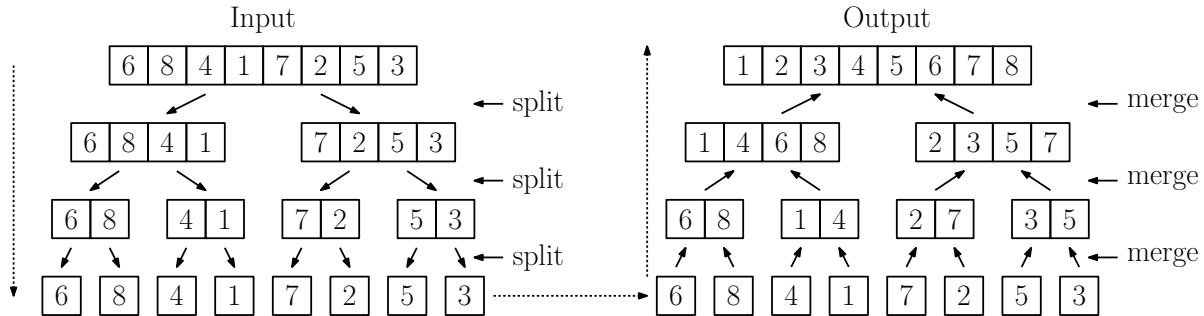 Input Output
6 8 4 1 7 2 5 3 1 2 3 4 5 6 7 8
split merge
6 8 4 1 7 2 5 3 1 4 6 8 2 3 5 7
split merge
6 8 4 1 7 2 5 3 6 8 1 4 2 7 3 5
split merge
6 8 4 1 7 2 5 3 6 8 4 1 7 2 5 3